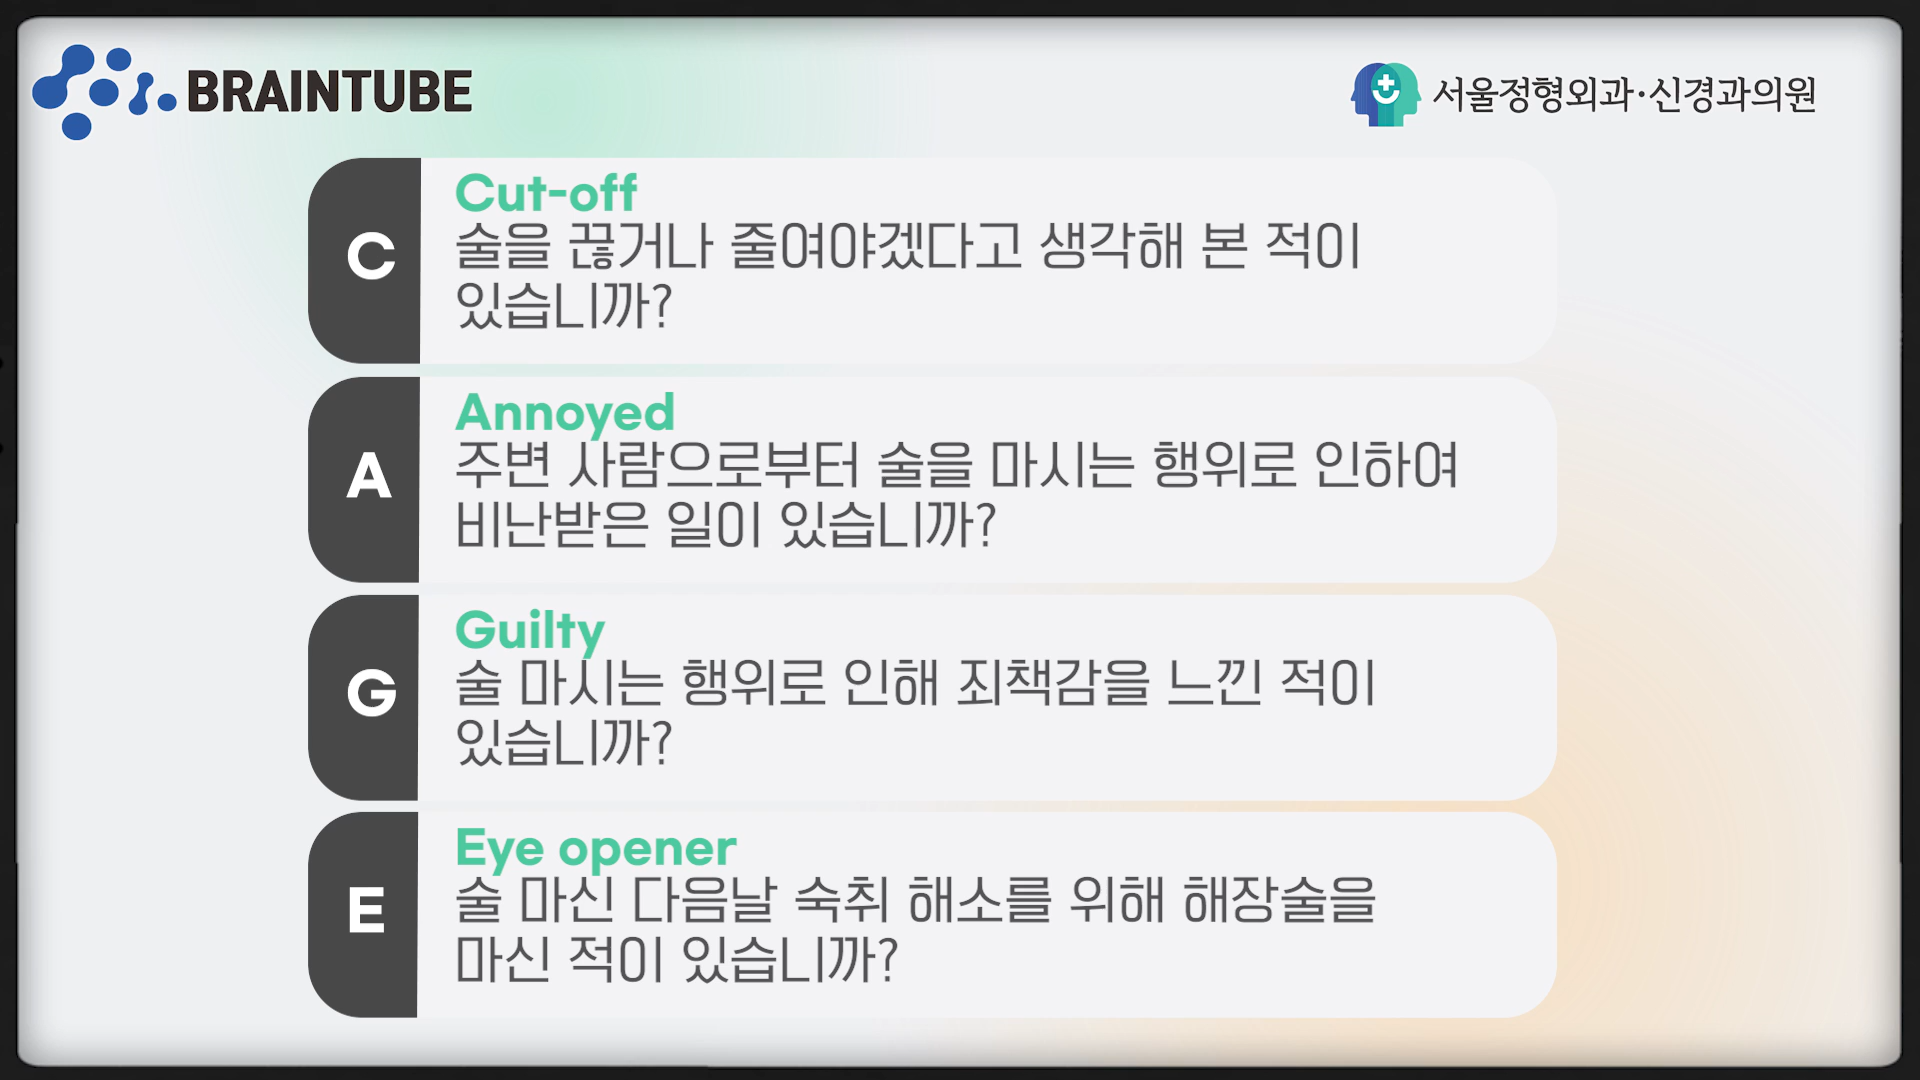 BRAINTUBE
서울정형외과·신경과의원
C
Cut-off
술을 끊거나 줄여야겠다고 생각해 본 적이
있습니까?
A
Annoyed
주변 사람으로부터 술을 마시는 행위로 인하여
비난받은 일이 있습니까?
G
Guilty
술 마시는 행위로 인해 죄책감을 느낀 적이
있습니까?
E
Eye opener
술 마신 다음날 숙취 해소를 위해 해장술을
마신 적이 있습니까?